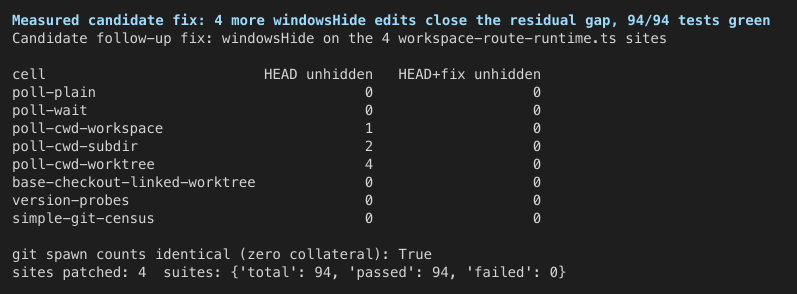 Measured candidate fix: 4 more windowsHide edits close the residual gap, 94/94 tests green
Candidate follow-up fix: windowsHide on the 4 workspace-route-runtime.ts sites
cell HEAD unhidden HEAD+fix unhidden
poll-plain 0 0
poll-wait 0 0
poll-cwd-workspace 1 0
poll-cwd-subdir 2 0
poll-cwd-worktree 4 0
base-checkout-linked-worktree 0 0
version-probes 0 0
simple-git-census 0 0
git spawn counts identical (zero collateral): True
sites patched: 4  suites: {'total': 94, 'passed': 94, 'failed': 0}